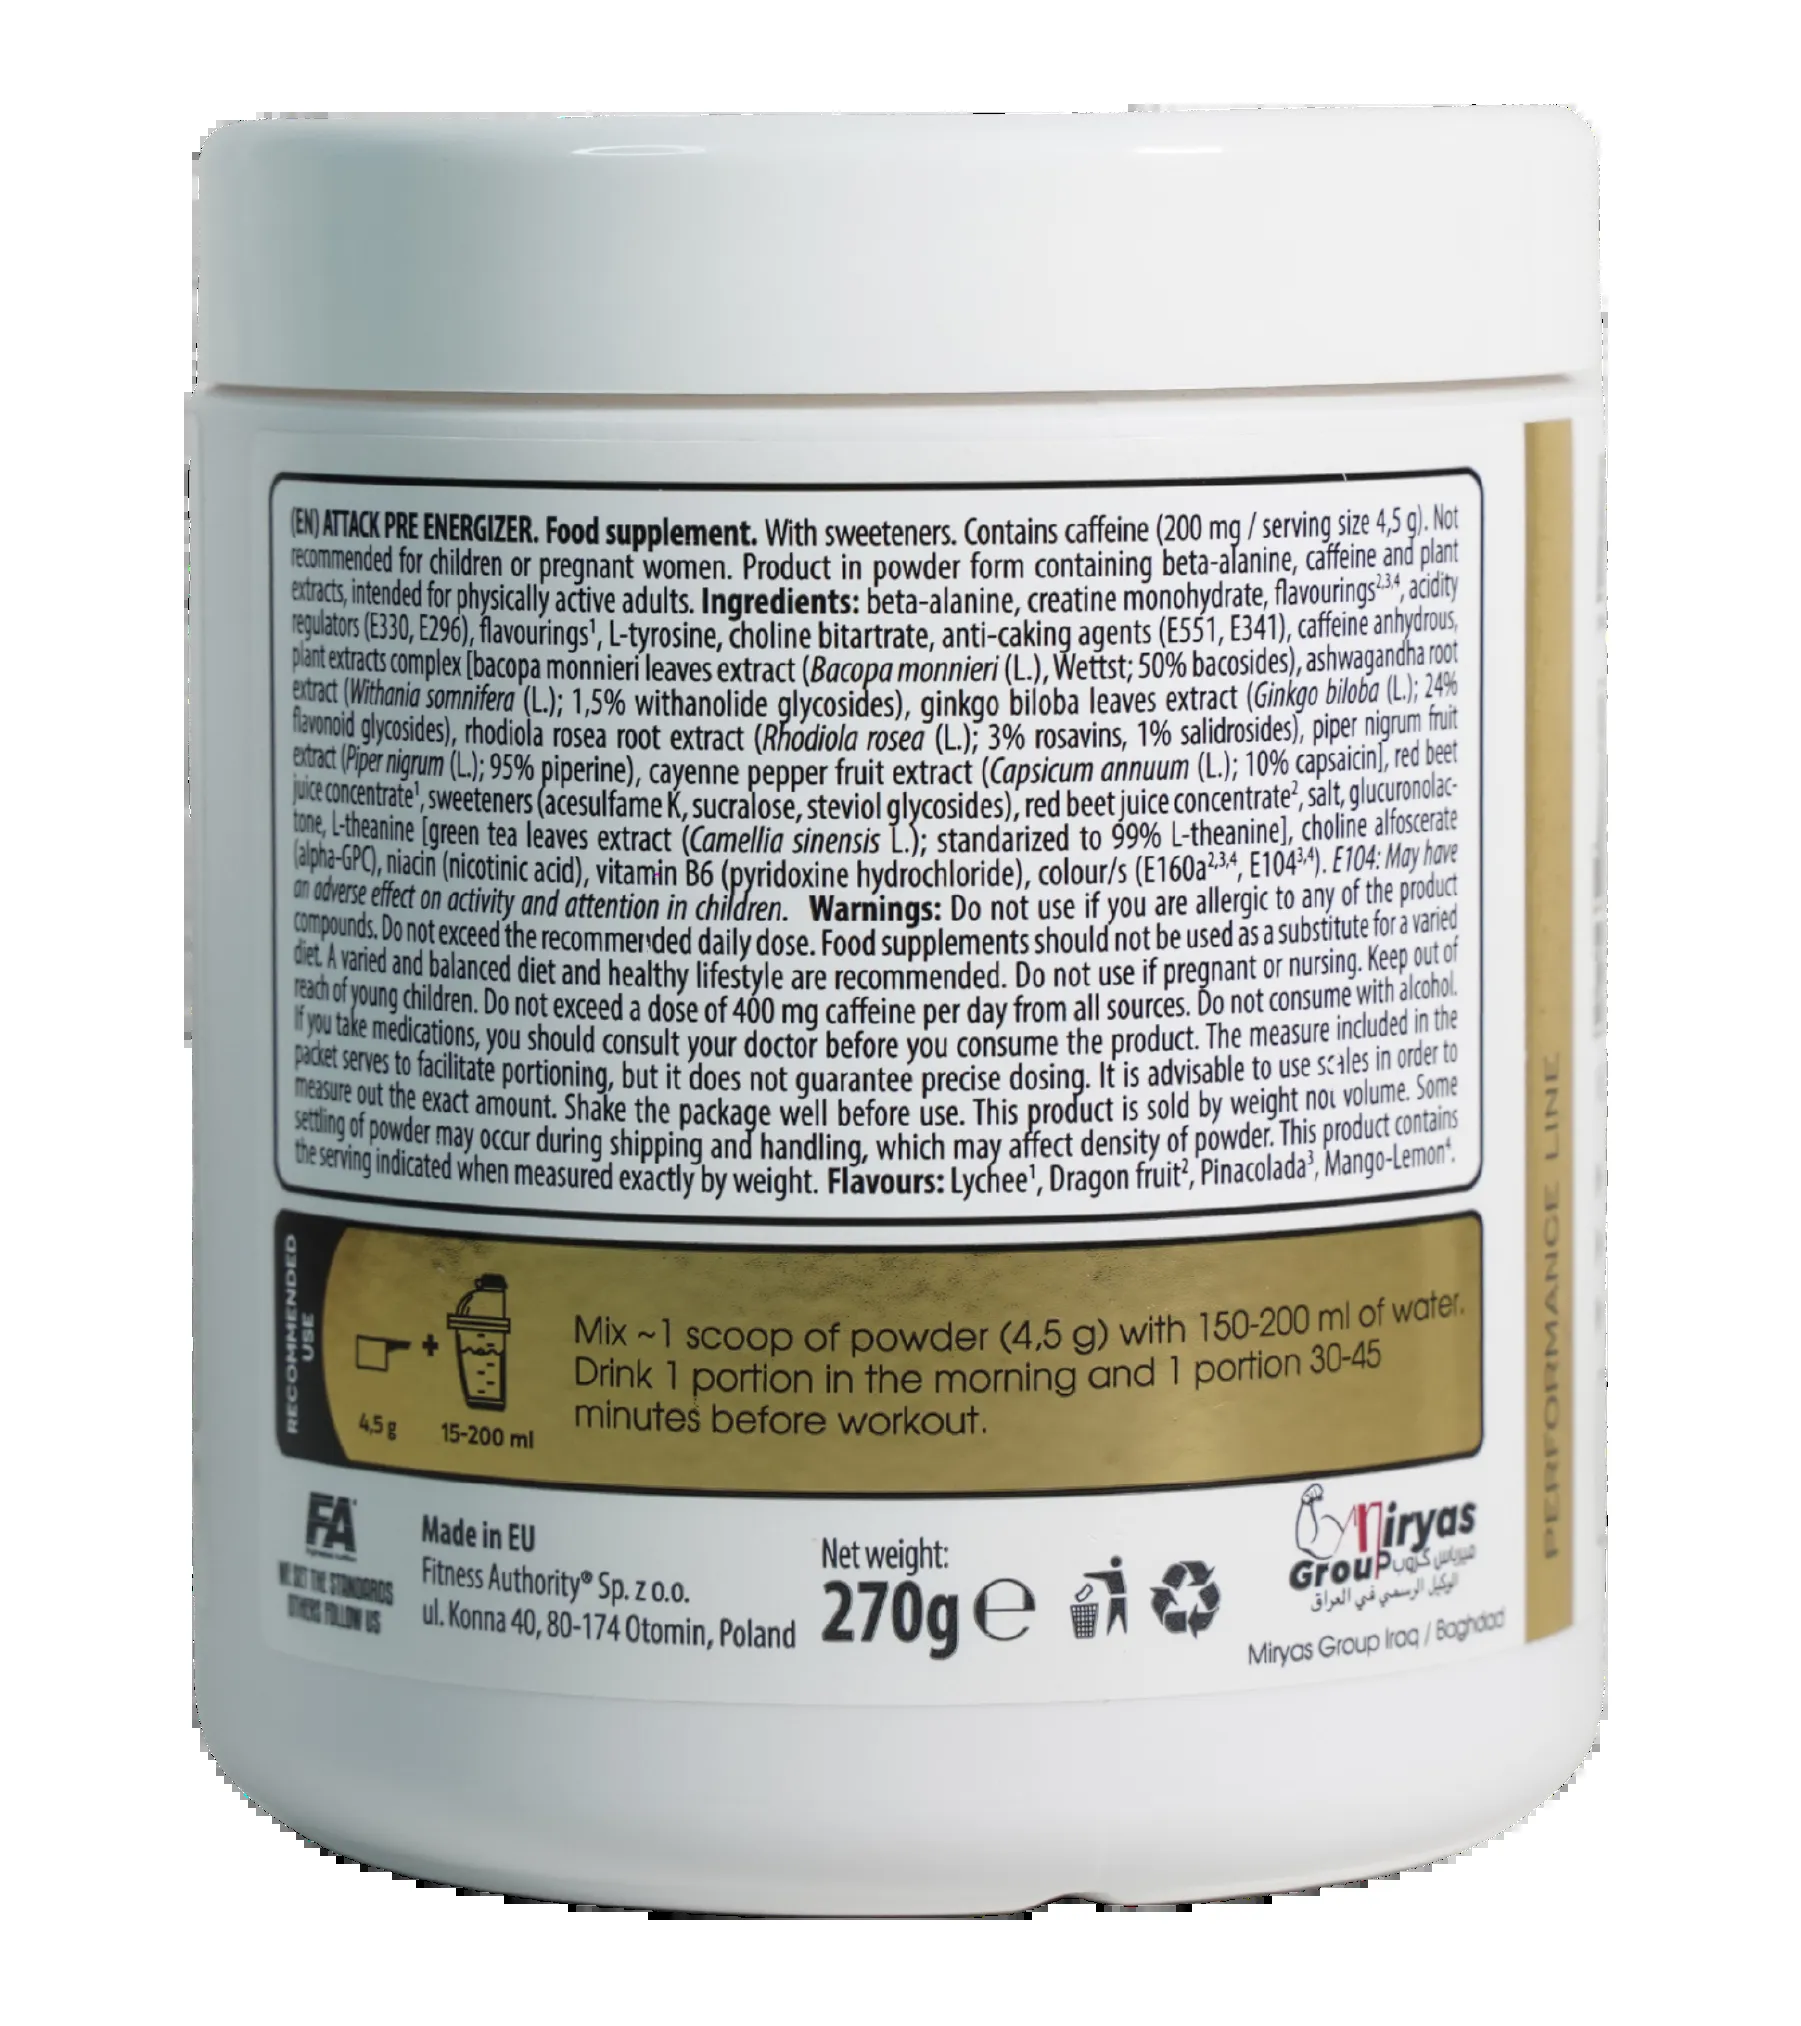 (EN) ATTACK PRE ENERGIZER. Food supplement. With sweeteners. Contains caffeine (200 mg / serving size 4,5 g). Not
recommended for children or pregnant women. Product in powder form containing beta-alanine, caffeine and plant
extracts, intended for physically active adults. Ingredients: beta-alanine, creatine monohydrate, flavourings²,³,⁴, acidity
regulators (E330, E296), flavourings¹, L-tyrosine, choline bitartrate, anti-caking agents (E551, E341), caffeine anhydrous,
plant extracts complex [bacopa monnieri leaves extract (Bacopa monnieri (L.), Wettst; 50% bacosides), ashwagandha root
extract (Withania somnifera (L.); 1,5% withanolide glycosides), ginkgo biloba leaves extract (Ginkgo biloba (L.); 24%
flavonoid glycosides), rhodiola rosea root extract (Rhodiola rosea (L.); 3% rosavins, 1% salidrosides), piper nigrum fruit
extract (Piper nigrum (L.); 95% piperine), cayenne pepper fruit extract (Capsicum annuum (L.); 10% capsaicin], red beet
juice concentrate¹, sweeteners (acesulfame K, sucralose, steviol glycosides), red beet juice concentrate², salt, glucuronolac-
tone, L-theanine [green tea leaves extract (Camellia sinensis L.); standarized to 99% L-theanine], choline alfoscerate
(alpha-GPC), niacin (nicotinic acid), vitamin B6 (pyridoxine hydrochloride), colour/s (E160a²,³,⁴, E104³,⁴). E104: May have
an adverse effect on activity and attention in children. Warnings: Do not use if you are allergic to any of the product
compounds. Do not exceed the recommended daily dose. Food supplements should not be used as a substitute for a varied
diet. A varied and balanced diet and healthy lifestyle are recommended. Do not use if pregnant or nursing. Keep out of
reach of young children. Do not exceed a dose of 400 mg caffeine per day from all sources. Do not consume with alcohol.
If you take medications, you should consult your doctor before you consume the product. The measure included in the
packet serves to facilitate portioning, but it does not guarantee precise dosing. It is advisable to use scales in order to
measure out the exact amount. Shake the package well before use. This product is sold by weight not volume. Some
settling of powder may occur during shipping and handling, which may affect density of powder. This product contains
the serving indicated when measured exactly by weight. Flavours: Lychee¹, Dragon fruit², Pinacolada³, Mango-Lemon⁴.
RECOMMENDED
USE
4,5 g
+
15-200 ml
Mix ~1 scoop of powder (4,5 g) with 150-200 ml of water.
Drink 1 portion in the morning and 1 portion 30-45
minutes before workout.
FA
WE SET THE STANDARDS
OTHERS FOLLOW US
Made in EU
Fitness Authority® Sp. z o.o.
ul. Konna 40, 80-174 Otomin, Poland
Net weight:
270g ℮
Miryas
Group
ميرياس كروب
الوكيل الرسمي في العراق
Miryas Group Iraq / Baghdad
PERFORMANCE LINE